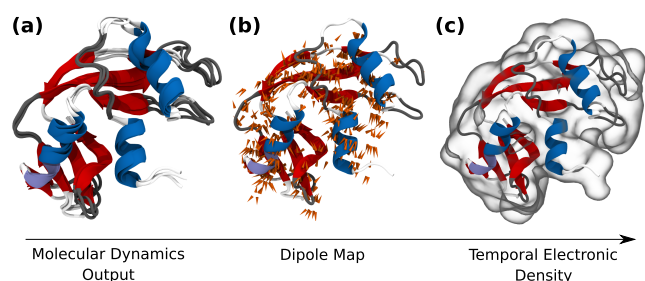 (a) (b) (c)
Molecular Dynamics Output
Dipole Map
Temporal Electronic Density